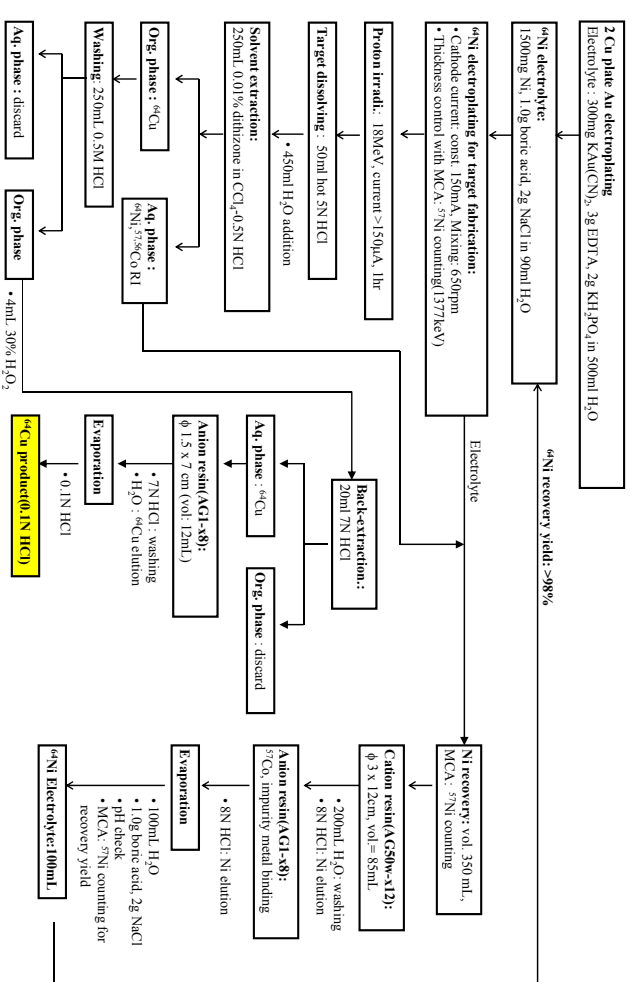 2 Cu plate Au electroplating
Electrolyte : 300mg KAu(CN)₂, 3g EDTA, 2g KH₂PO₄ in 500ml H₂O
⁶⁴Ni electrolyte:
1500mg Ni, 1.0g boric acid, 2g NaCl in 90ml H₂O
⁶⁴Ni electroplating for target fabrication:
• Cathode current: const. 150mA, Mixing: 650rpm
• Thickness control with MCA: ⁵⁷Ni counting(1377keV)
Proton irradi.: 18MeV, current >150μA, 1hr
Target dissolving : 50ml hot 5N HCl
• 450ml H₂O addition
Solvent extraction:
250mL 0.01% dithizone in CCl₄-0.5N HCl
Org. phase : ⁶⁴Cu
Aq. phase :
⁶⁴Ni, ⁵⁷,⁵⁶Co RI
Washing: 250mL 0.5M HCl
Aq. phase : discard
Org. phase
• 4mL 30% H₂O₂
⁶⁴Ni recovery yield: >98%
Electrolyte
Back-extraction.:
20ml 7N HCl
Aq. phase : ⁶⁴Cu
Org. phase : discard
Anion resin(AG1-x8):
ϕ 1.5 x 7 cm (vol: 12mL)
• 7N HCl : washing
• H₂O : ⁶⁴Cu elution
Evaporation
• 0.1N HCl
⁶⁴Cu product(0.1N HCl)
Ni recovery: vol. 350 mL,
MCA: ⁵⁷Ni counting
Cation resin(AG50w-x12):
ϕ 3 x 12cm, vol.= 85mL
• 200mL H₂O: washing
• 8N HCl: Ni elution
Anion resin(AG1-x8):
⁵⁷Co, impurity metal binding
• 8N HCl: Ni elution
Evaporation
• 100mL H₂O
• 1.0g boric acid, 2g NaCl
• pH check
• MCA: ⁵⁷Ni counting for
recovery yield
⁶⁴Ni Electrolyte:100mL